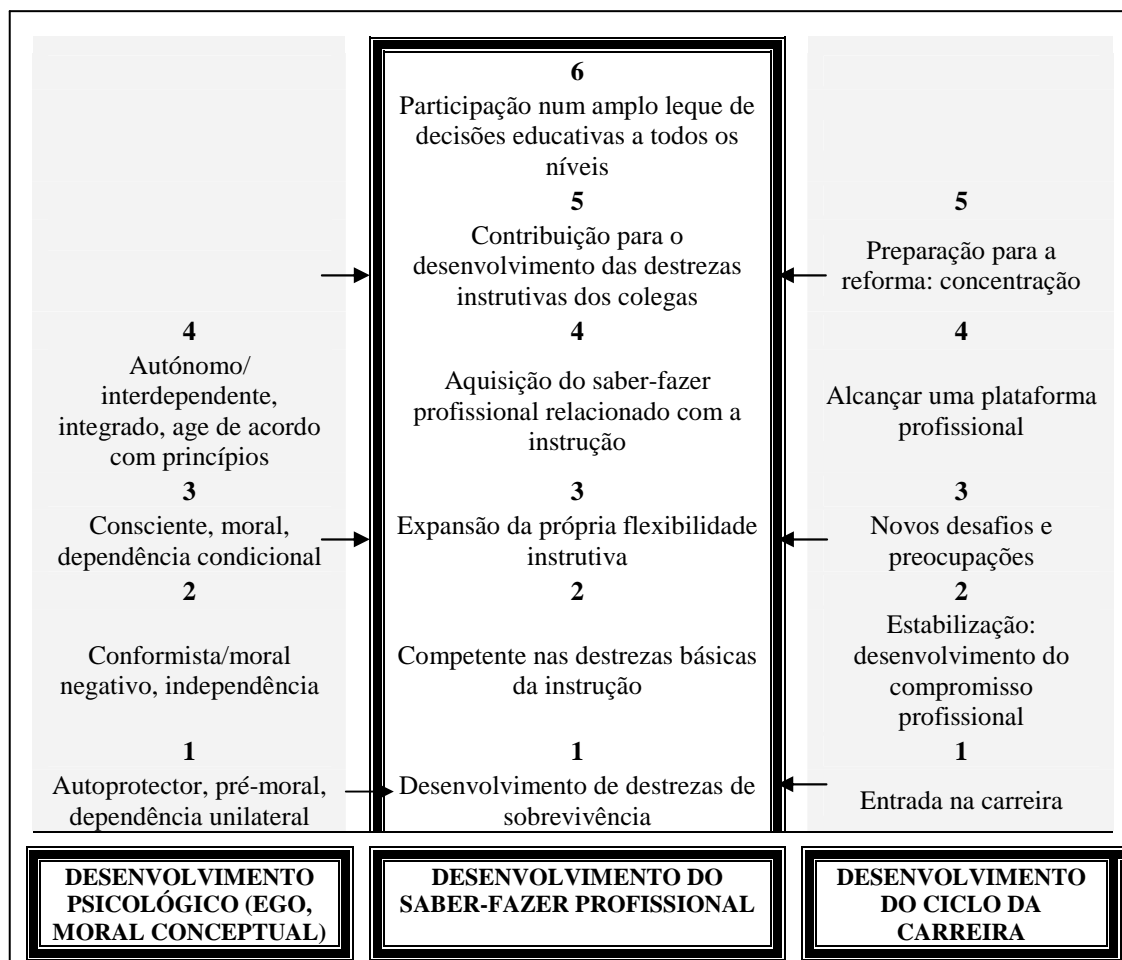 6
Participação num amplo leque de
decisões educativas a todos os
níveis
5
Contribuição para o
desenvolvimento das destrezas
instrutivas dos colegas
5
Preparação para a
reforma: concentração
4
Autónomo/
interdependente,
integrado, age de acordo
com princípios
4
Aquisição do saber-fazer
profissional relacionado com a
instrução
4
Alcançar uma plataforma
profissional
3
Consciente, moral,
dependência condicional
3
Expansão da própria flexibilidade
instrutiva
3
Novos desafios e
preocupações
2
Conformista/moral
negativo, independência
2
Competente nas destrezas básicas
da instrução
2
Estabilização:
desenvolvimento do
compromisso
profissional
1
Autoprotector, pré-moral,
dependência unilateral
1
Desenvolvimento de destrezas de
sobrevivência
1
Entrada na carreira
DESENVOLVIMENTO
PSICOLÓGICO (EGO,
MORAL CONCEPTUAL)
DESENVOLVIMENTO DO
SABER-FAZER PROFISSIONAL
DESENVOLVIMENTO
DO CICLO DA
CARREIRA